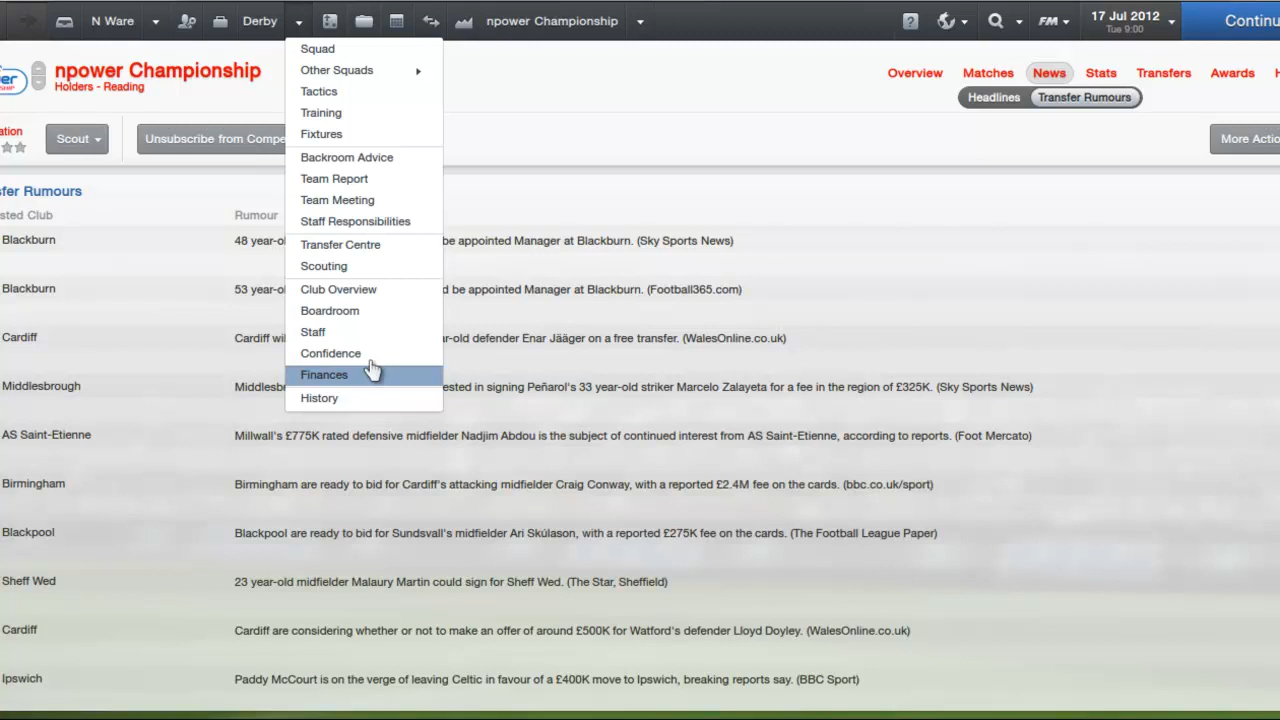 N Ware Derby npower Championship ? FM 17 Jul 2012 Continu
Tue 9:00
npower Championship
Holders - Reading
Overview Matches News Stats Transfers Awards H
Headlines Transfer Rumours
ation
Scout Unsubscribe from Compe More Actio
Squad
Other Squads
Tactics
Training
Fixtures
Backroom Advice
Team Report
Team Meeting
Staff Responsibilities
Transfer Centre
Scouting
Club Overview
Boardroom
Staff
Confidence
Finances
History
sfer Rumours
sted Club Rumour
Blackburn 48 year-ol be appointed Manager at Blackburn. (Sky Sports News)
Blackburn 53 year-o d be appointed Manager at Blackburn. (Football365.com)
Cardiff Cardiff wil r-old defender Enar Jääger on a free transfer. (WalesOnline.co.uk)
Middlesbrough Middlesbr ested in signing Peñarol's 33 year-old striker Marcelo Zalayeta for a fee in the region of £325K. (Sky Sports News)
AS Saint-Etienne Millwall's £775K rated defensive midfielder Nadjim Abdou is the subject of continued interest from AS Saint-Etienne, according to reports. (Foot Mercato)
Birmingham Birmingham are ready to bid for Cardiff's attacking midfielder Craig Conway, with a reported £2.4M fee on the cards. (bbc.co.uk/sport)
Blackpool Blackpool are ready to bid for Sundsvall's midfielder Ari Skúlason, with a reported £275K fee on the cards. (The Football League Paper)
Sheff Wed 23 year-old midfielder Malaury Martin could sign for Sheff Wed. (The Star, Sheffield)
Cardiff Cardiff are considering whether or not to make an offer of around £500K for Watford's defender Lloyd Doyley. (WalesOnline.co.uk)
Ipswich Paddy McCourt is on the verge of leaving Celtic in favour of a £400K move to Ipswich, breaking reports say. (BBC Sport)